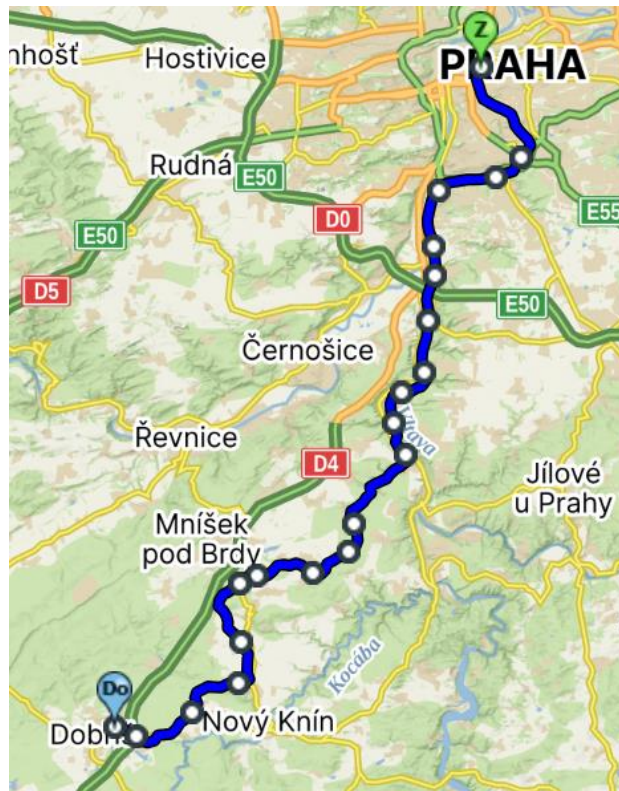 Z
Hostivice
PRAHA
Rudná
E50
D0
E55
E50
D5
E50
Černošice
Vltava
Řevnice
D4
Jílové
u Prahy
Mníšek
pod Brdy
Kocába
Do
Nový Knín